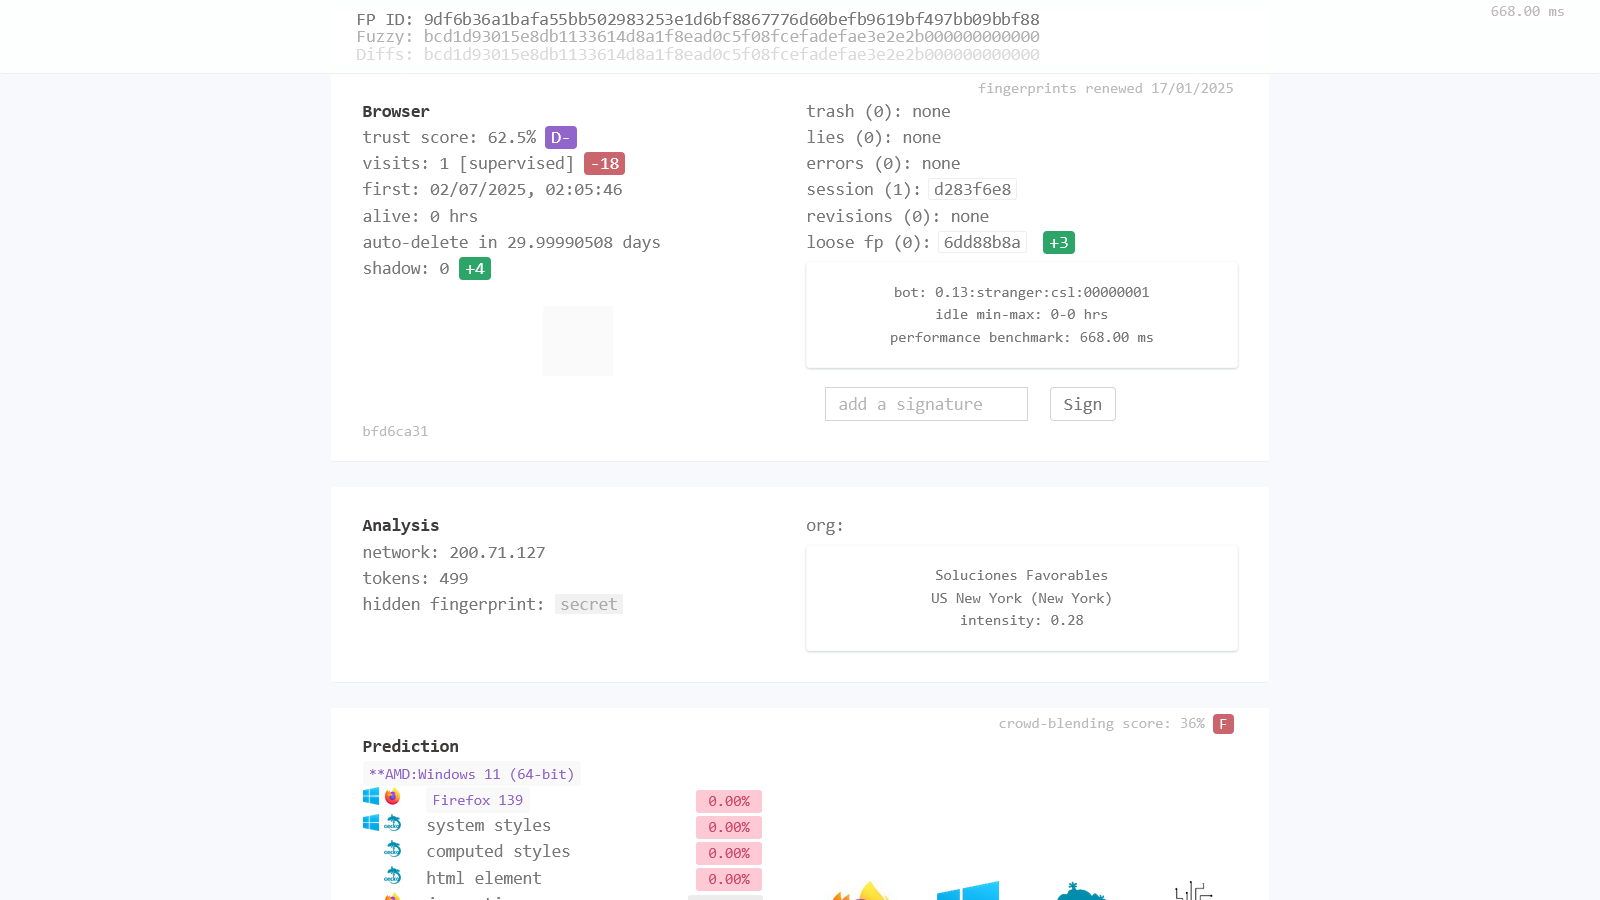 FP ID: 9df6b36a1bafa55bb502983253e1d6bf8867776d60befb9619bf497bb09bbf88
Fuzzy: bcd1d93015e8db1133614d8a1f8ead0c5f08fcefadefae3e2e2b000000000000
Diffs: bcd1d93015e8db1133614d8a1f8ead0c5f08fcefadefae3e2e2b000000000000
668.00 ms
fingerprints renewed 17/01/2025
Browser
trust score: 62.5% D-
visits: 1 [supervised] -18
first: 02/07/2025, 02:05:46
alive: 0 hrs
auto-delete in 29.99990508 days
shadow: 0 +4
bfd6ca31
trash (0): none
lies (0): none
errors (0): none
session (1): d283f6e8
revisions (0): none
loose fp (0): 6dd88b8a +3
bot: 0.13:stranger:csl:00000001
idle min-max: 0-0 hrs
performance benchmark: 668.00 ms
add a signature Sign
Analysis
network: 200.71.127
tokens: 499
hidden fingerprint: secret
org:
Soluciones Favorables
US New York (New York)
intensity: 0.28
crowd-blending score: 36% F
Prediction
**AMD:Windows 11 (64-bit)
Firefox 139 0.00%
system styles 0.00%
computed styles 0.00%
html element 0.00%